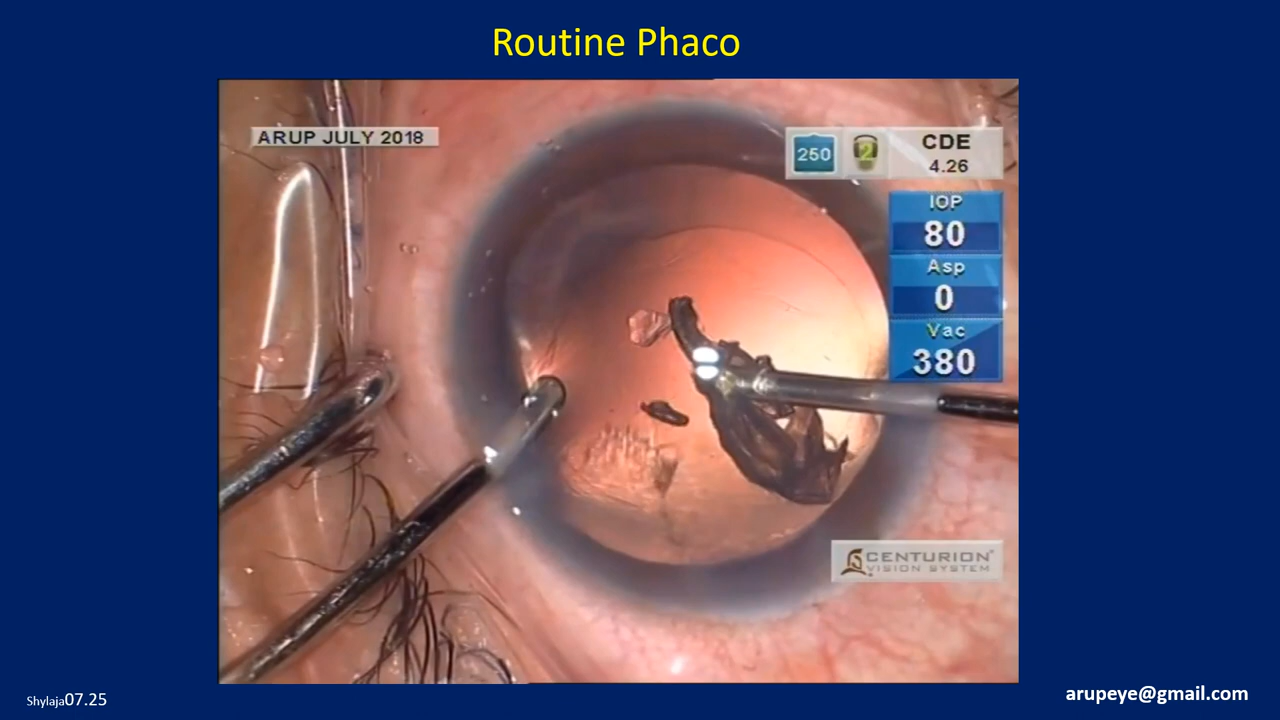 Routine Phaco
ARUP JULY 2018
250
2
CDE
4.26
IOP
80
Asp
0
Vac
380
CENTURION®
VISION SYSTEM
Shylaja07.25
arupeye@gmail.com